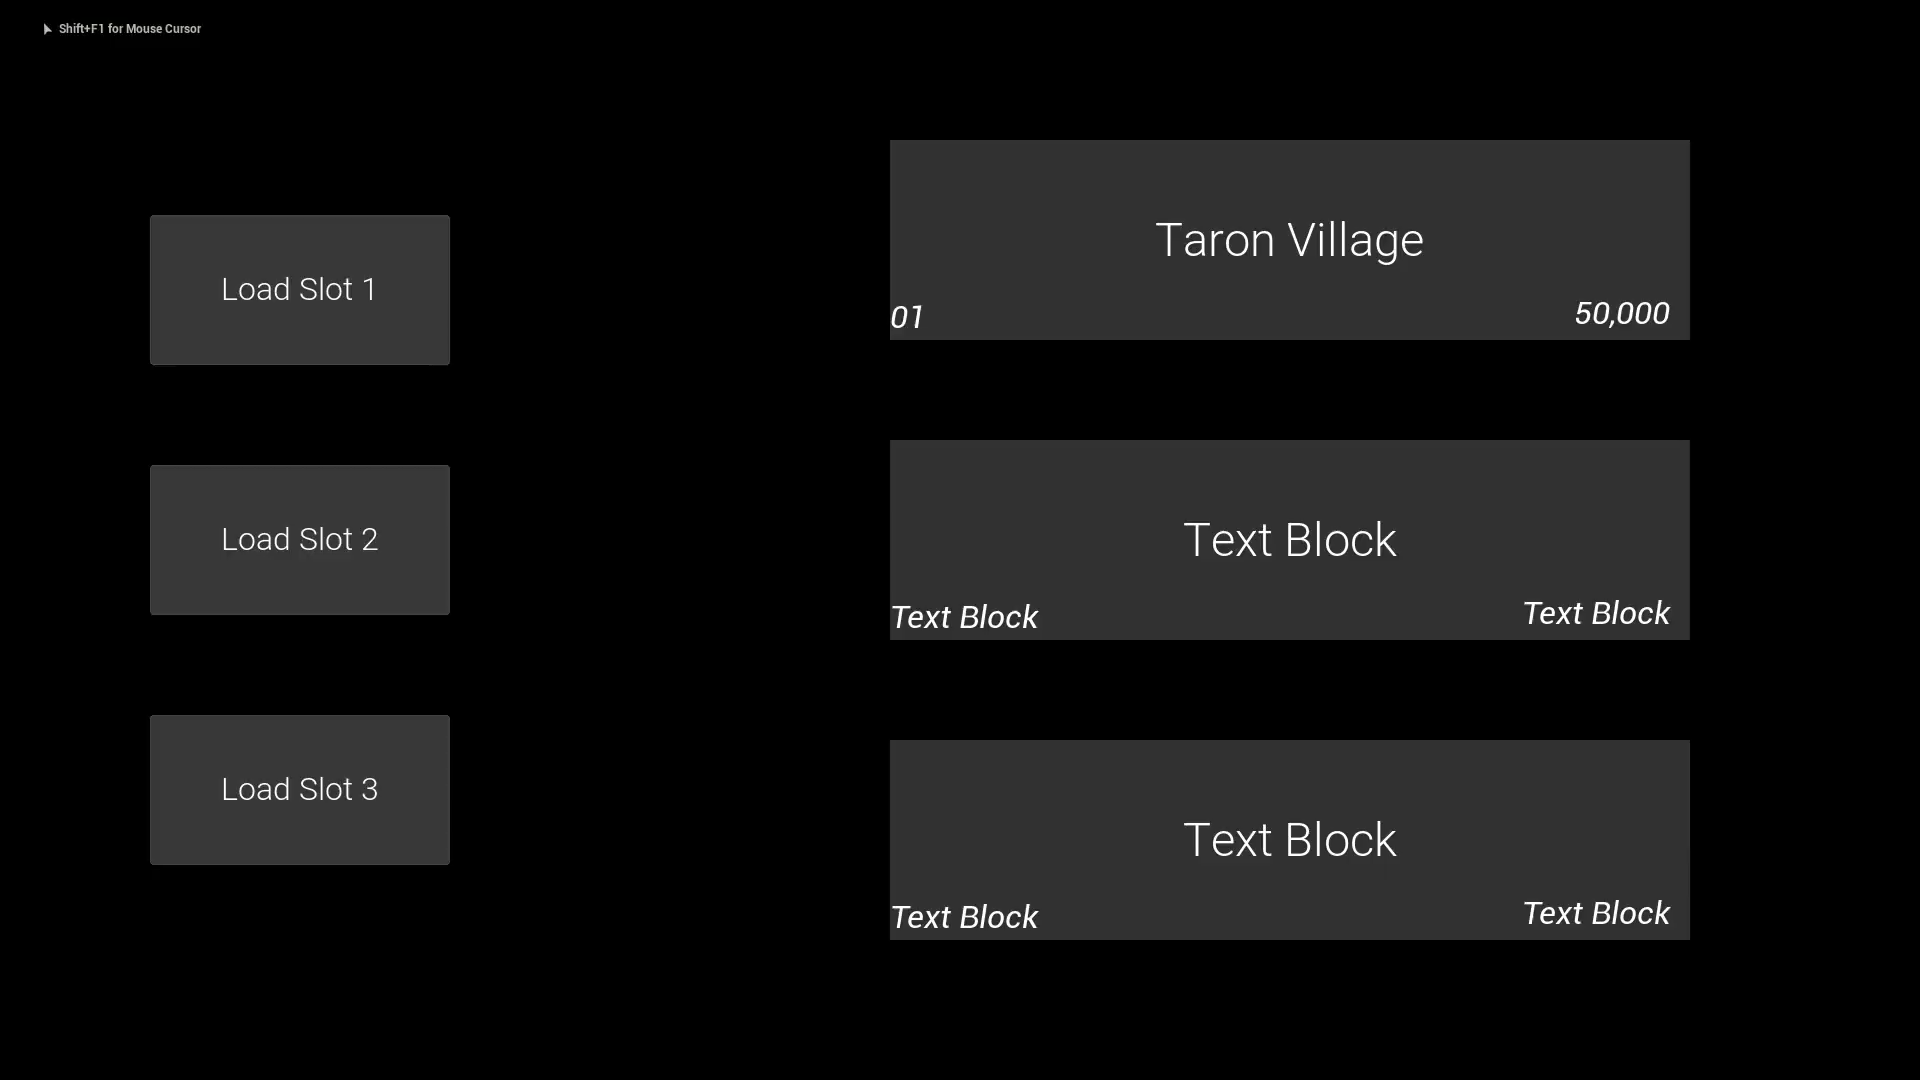 Shift+F1 for Mouse Cursor
Load Slot 1
Load Slot 2
Load Slot 3
Taron Village
01
50,000
Text Block
Text Block
Text Block
Text Block
Text Block
Text Block